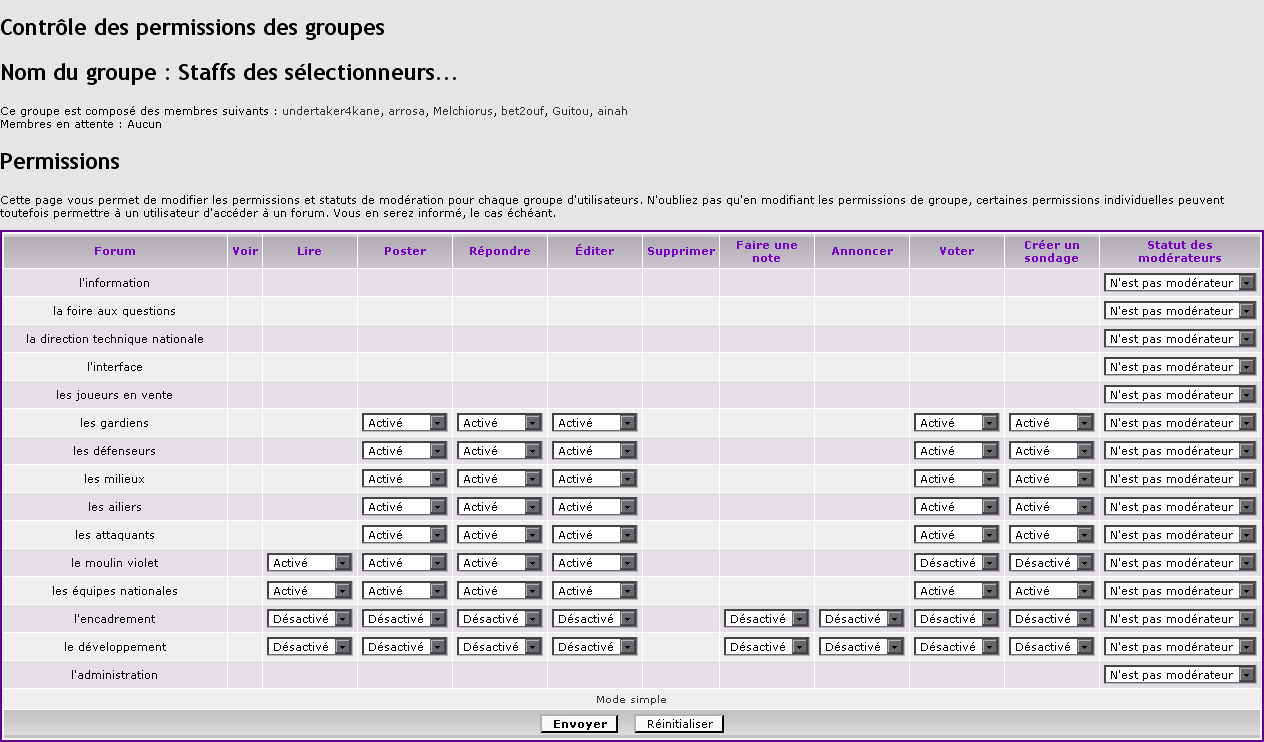 Contrôle des permissions des groupes
Nom du groupe : Staffs des sélectionneurs...
Ce groupe est composé des membres suivants : undertaker4kane, arrosa, Melchiorus, bet2ouf, Guitou, ainah
Membres en attente : Aucun
Permissions
Cette page vous permet de modifier les permissions et statuts de modération pour chaque groupe d'utilisateurs. N'oubliez pas qu'en modifiant les permissions de groupe, certaines permissions individuelles peuvent
toutefois permettre à un utilisateur d'accéder à un forum. Vous en serez informé, le cas échéant.
Forum Voir Lire Poster Répondre Éditer Supprimer Faire une note Annoncer Voter Créer un sondage Statut des modérateurs
l'information N'est pas modérateur
la foire aux questions N'est pas modérateur
la direction technique nationale N'est pas modérateur
l'interface N'est pas modérateur
les joueurs en vente N'est pas modérateur
les gardiens Activé Activé Activé Activé Activé N'est pas modérateur
les défenseurs Activé Activé Activé Activé Activé N'est pas modérateur
les milieux Activé Activé Activé Activé Activé N'est pas modérateur
les ailiers Activé Activé Activé Activé Activé N'est pas modérateur
les attaquants Activé Activé Activé Activé Activé N'est pas modérateur
le moulin violet Activé Activé Activé Activé Désactivé Désactivé N'est pas modérateur
les équipes nationales Activé Activé Activé Activé Activé Activé N'est pas modérateur
l'encadrement Désactivé Désactivé Désactivé Désactivé Désactivé Désactivé Désactivé Désactivé N'est pas modérateur
le développement Désactivé Désactivé Désactivé Désactivé Désactivé Désactivé Désactivé Désactivé N'est pas modérateur
l'administration N'est pas modérateur
Mode simple
Envoyer Réinitialiser